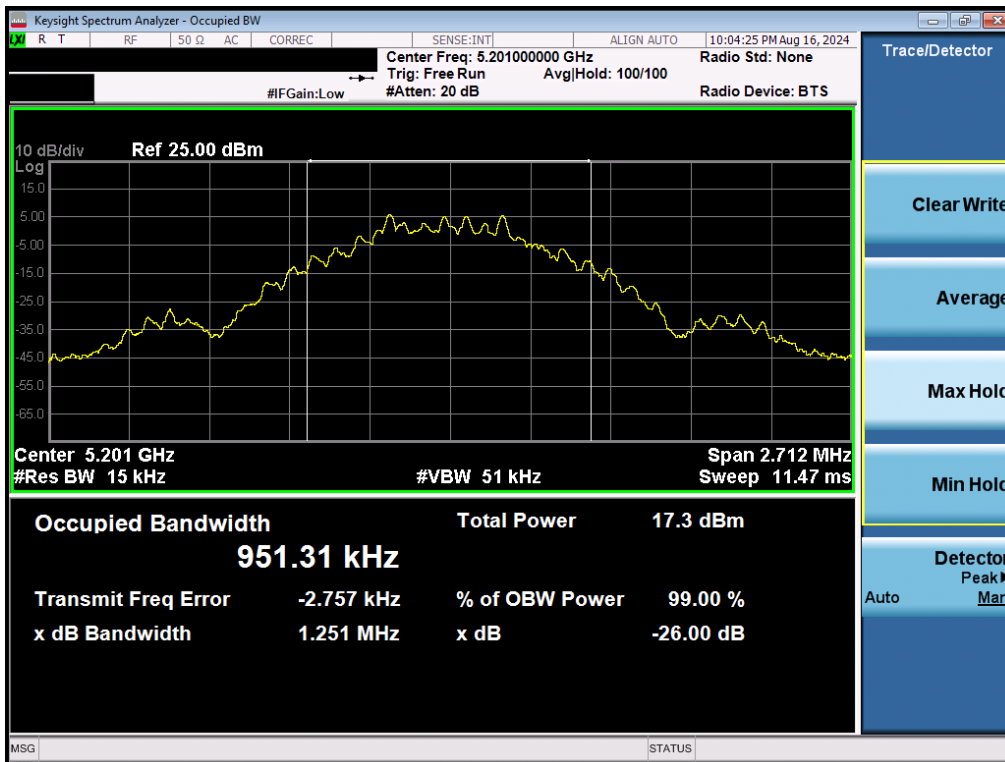 Keysight Spectrum Analyzer - Occupied BW
LXI R T RF 50 Ω AC CORREC SENSE:INT ALIGN AUTO 10:04:25 PM Aug 16, 2024
Center Freq: 5.201000000 GHz Radio Std: None
Trig: Free Run Avg|Hold: 100/100
#IFGain:Low #Atten: 20 dB Radio Device: BTS
10 dB/div Ref 25.00 dBm
Log
15.0
5.00
-5.00
-15.0
-25.0
-35.0
-45.0
-55.0
-65.0
Center 5.201 GHz Span 2.712 MHz
#Res BW 15 kHz #VBW 51 kHz Sweep 11.47 ms
Occupied Bandwidth Total Power 17.3 dBm
951.31 kHz
Transmit Freq Error -2.757 kHz % of OBW Power 99.00 %
x dB Bandwidth 1.251 MHz x dB -26.00 dB
MSG STATUS
Trace/Detector
Clear Write
Average
Max Hold
Min Hold
Detector
Peak▶
Auto Man